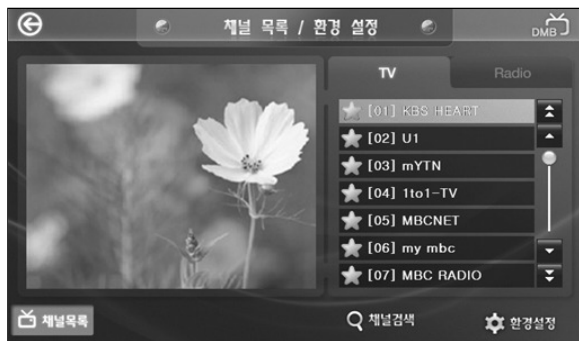 채널 목록 / 환경 설정
DMB
TV
Radio
[01] KBS HEART
[02] U1
[03] mYTN
[04] 1to1-TV
[05] MBCNET
[06] my mbc
[07] MBC RADIO
채널목록
채널검색
환경설정